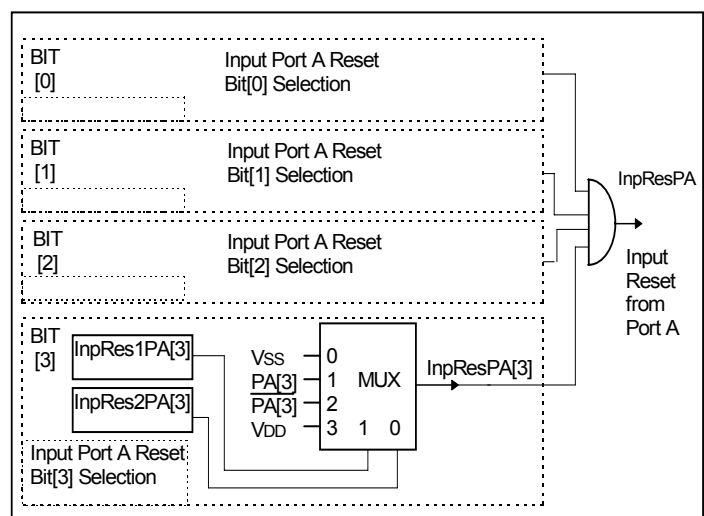 BIT
[0]
Input Port A Reset
Bit[0] Selection
BIT
[1]
Input Port A Reset
Bit[1] Selection
BIT
[2]
Input Port A Reset
Bit[2] Selection
InpResPA
Input
Reset
from
Port A
BIT
[3]
InpRes1PA[3]
InpRes2PA[3]
VSS 0
PA[3] 1 MUX
PA[3] 2
VDD 3 1 0
InpResPA[3]
Input Port A Reset
Bit[3] Selection